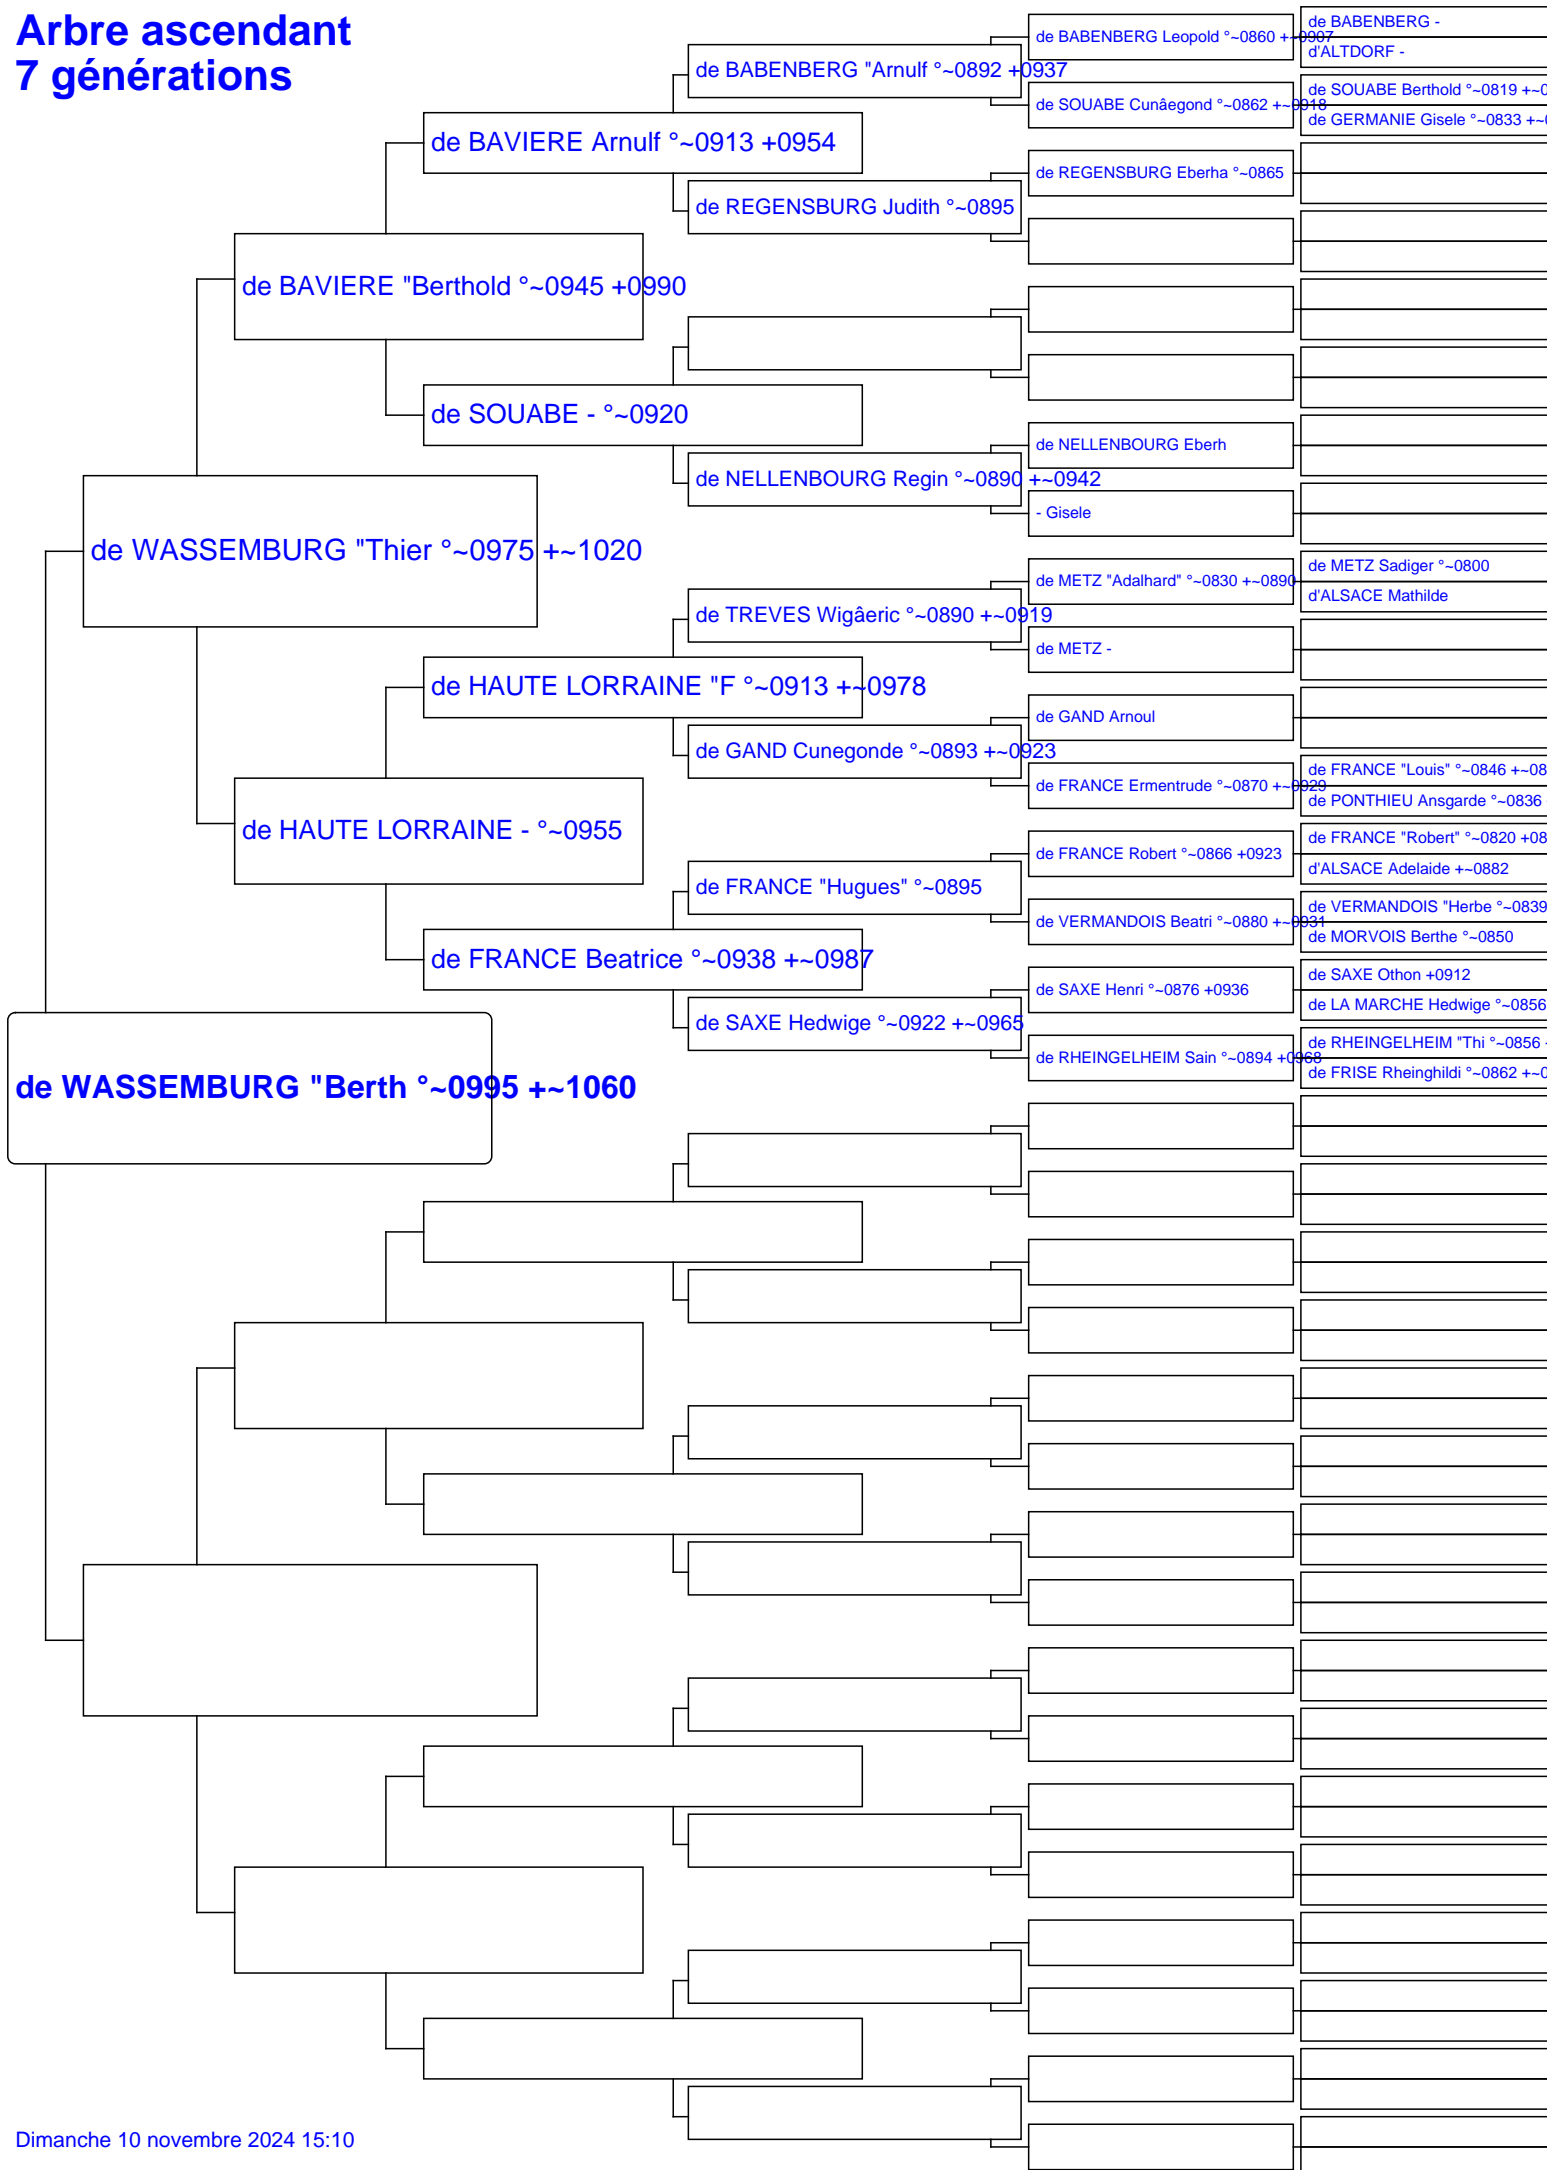 Arbre ascendant
7 générations
de BABENBERG -
de BABENBERG Leopold °~0860 +~0907
d'ALTDORF -
de BABENBERG "Arnulf °~0892 +0937
de SOUABE Berthold °~0819 +~0
de SOUABE Cunâegond °~0862 +~0918
de GERMANIE Gisele °~0833 +~0
de BAVIERE Arnulf °~0913 +0954
de REGENSBURG Eberha °~0865
de REGENSBURG Judith °~0895
de BAVIERE "Berthold °~0945 +0990
de SOUABE - °~0920
de NELLENBOURG Eberh
de NELLENBOURG Regin °~0890 +~0942
- Gisele
de WASSEMBURG "Thier °~0975 +~1020
de METZ Sadiger °~0800
de METZ "Adalhard" °~0830 +~0890
d'ALSACE Mathilde
de TREVES Wigâeric °~0890 +~0919
de METZ -
de HAUTE LORRAINE "F °~0913 +~0978
de GAND Arnoul
de GAND Cunegonde °~0893 +~0923
de FRANCE "Louis" °~0846 +~08
de FRANCE Ermentrude °~0870 +~0929
de PONTHIEU Ansgarde °~0836
de HAUTE LORRAINE - °~0955
de FRANCE "Robert" °~0820 +08
de FRANCE Robert °~0866 +0923
d'ALSACE Adelaide +~0882
de FRANCE "Hugues" °~0895
de VERMANDOIS "Herbe °~0839
de VERMANDOIS Beatri °~0880 +~0931
de MORVOIS Berthe °~0850
de FRANCE Beatrice °~0938 +~0987
de SAXE Othon +0912
de SAXE Henri °~0876 +0936
de LA MARCHE Hedwige °~0856
de SAXE Hedwige °~0922 +~0965
de RHEINGELHEIM "Thi °~0856 -
de RHEINGELHEIM Sain °~0894 +0968
de FRISE Rheinghildi °~0862 +~0
de WASSEMBURG "Berth °~0995 +~1060
Dimanche 10 novembre 2024 15:10